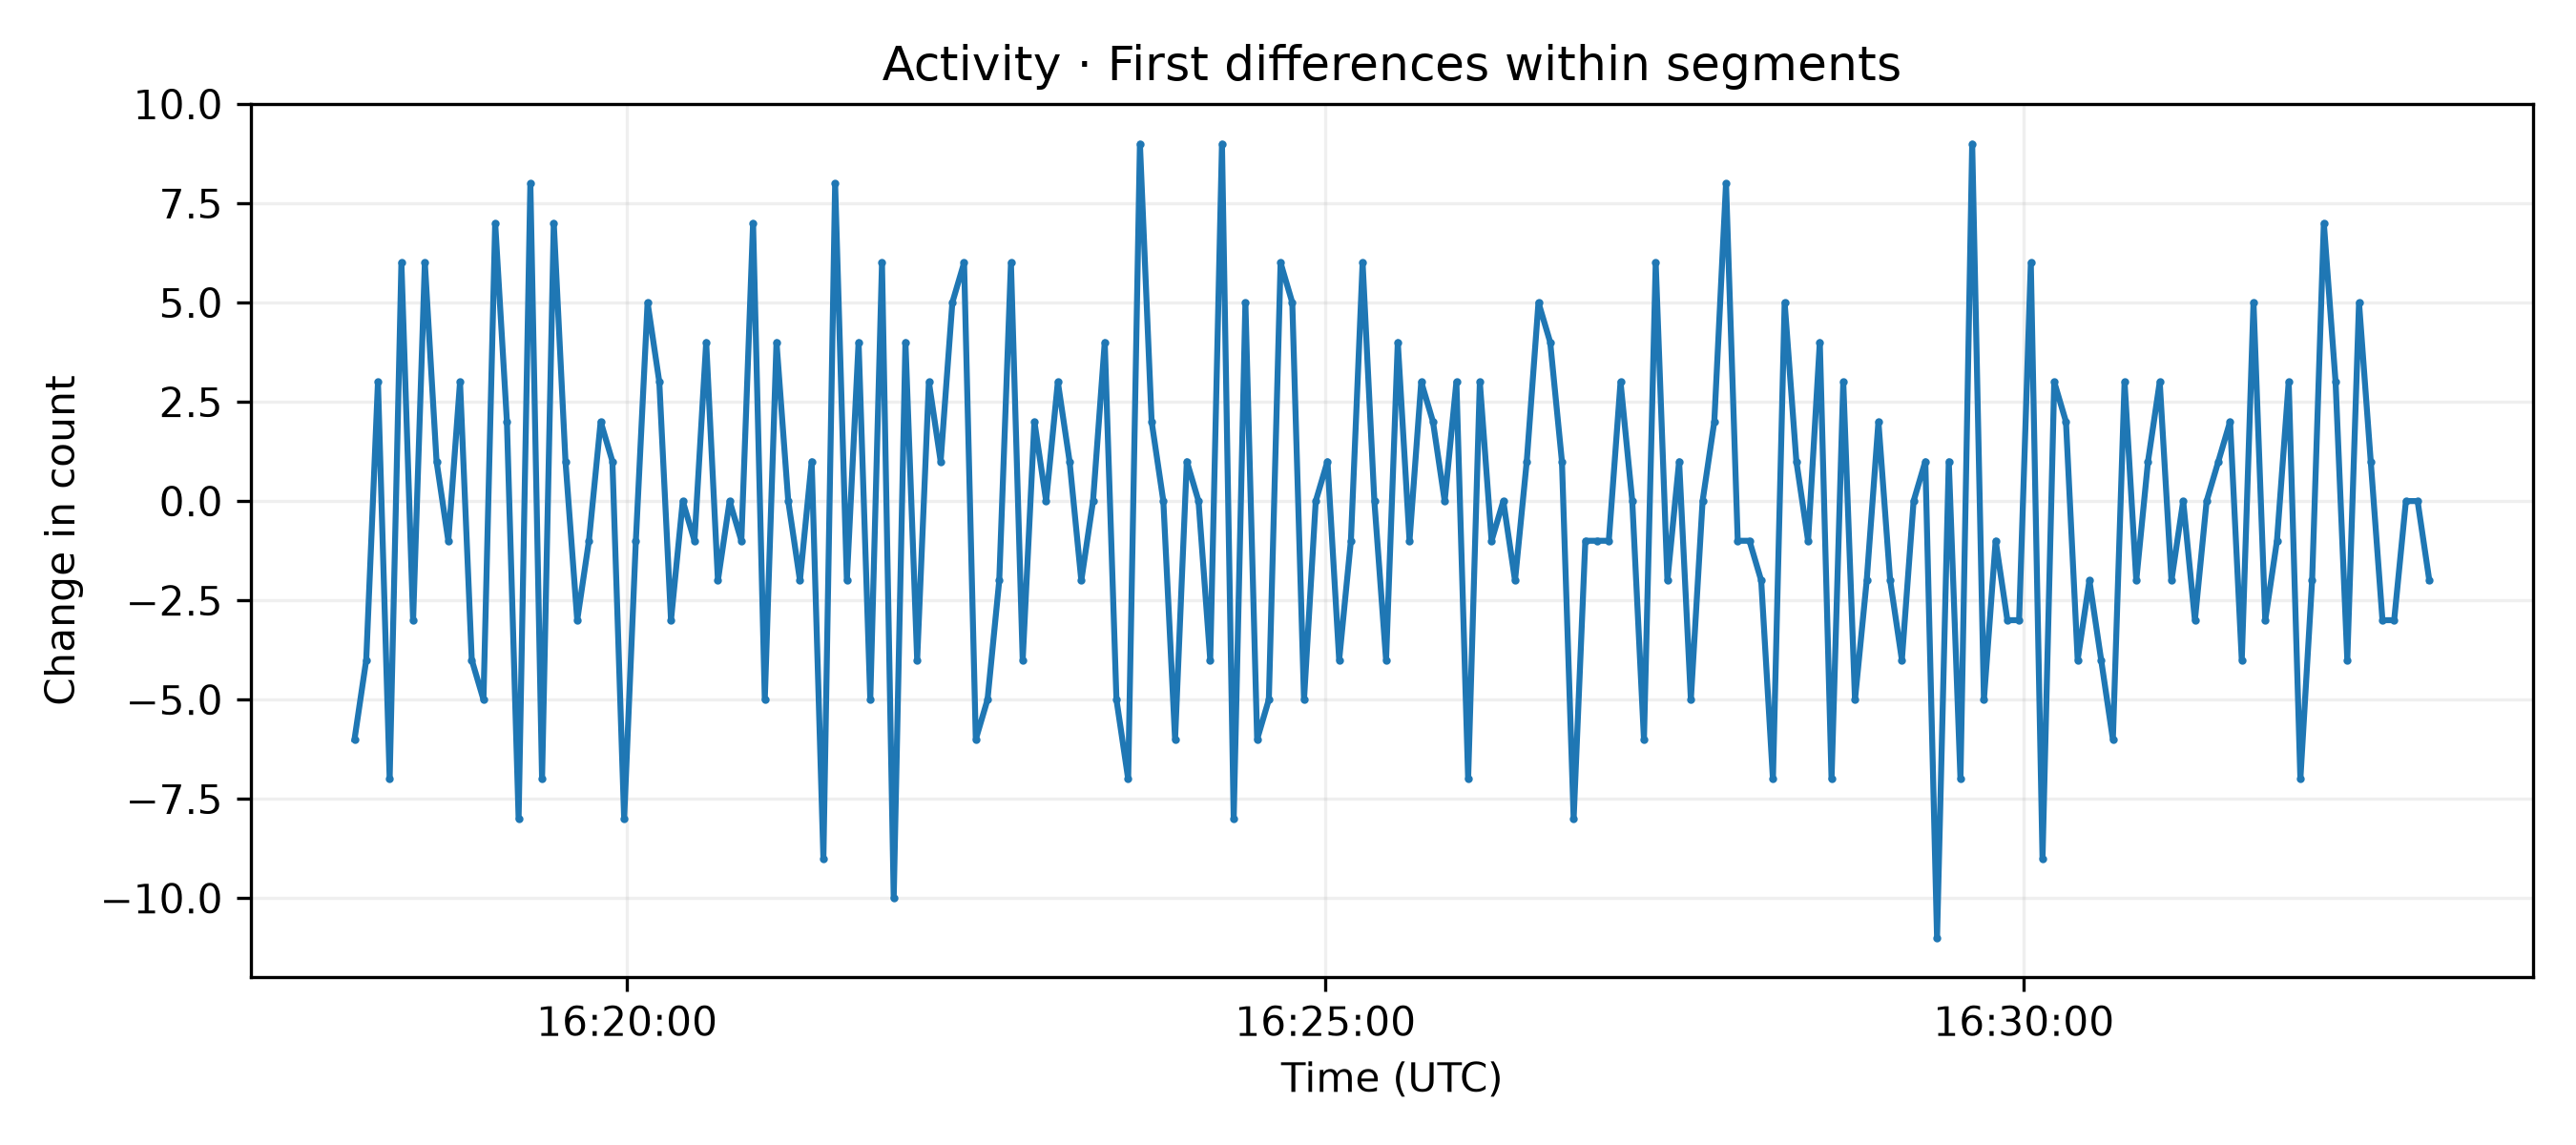 Activity · First differences within segments
10.0
7.5
5.0
2.5
0.0
−2.5
−5.0
−7.5
−10.0
Change in count
16:20:00 16:25:00 16:30:00
Time (UTC)